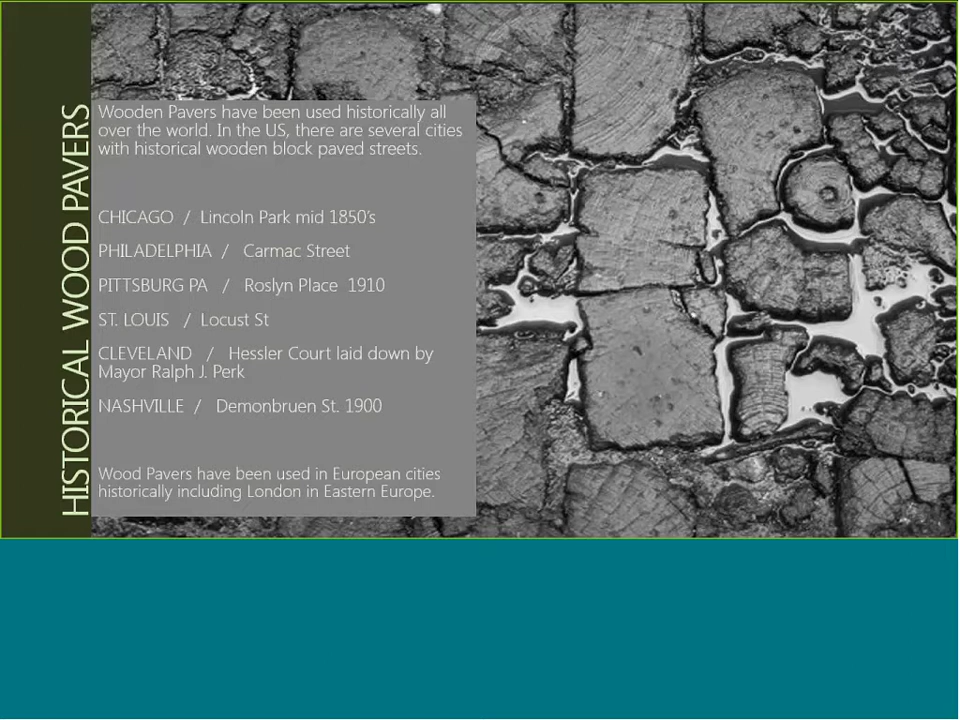 HISTORICAL WOOD PAVERS
Wooden Pavers have been used historically all
over the world. In the US, there are several cities
with historical wooden block paved streets.
CHICAGO / Lincoln Park mid 1850's
PHILADELPHIA / Carmac Street
PITTSBURG PA / Roslyn Place 1910
ST. LOUIS / Locust St
CLEVELAND / Hessler Court laid down by
Mayor Ralph J. Perk
NASHVILLE / Demonbruen St. 1900
Wood Pavers have been used in European cities
historically including London in Eastern Europe.